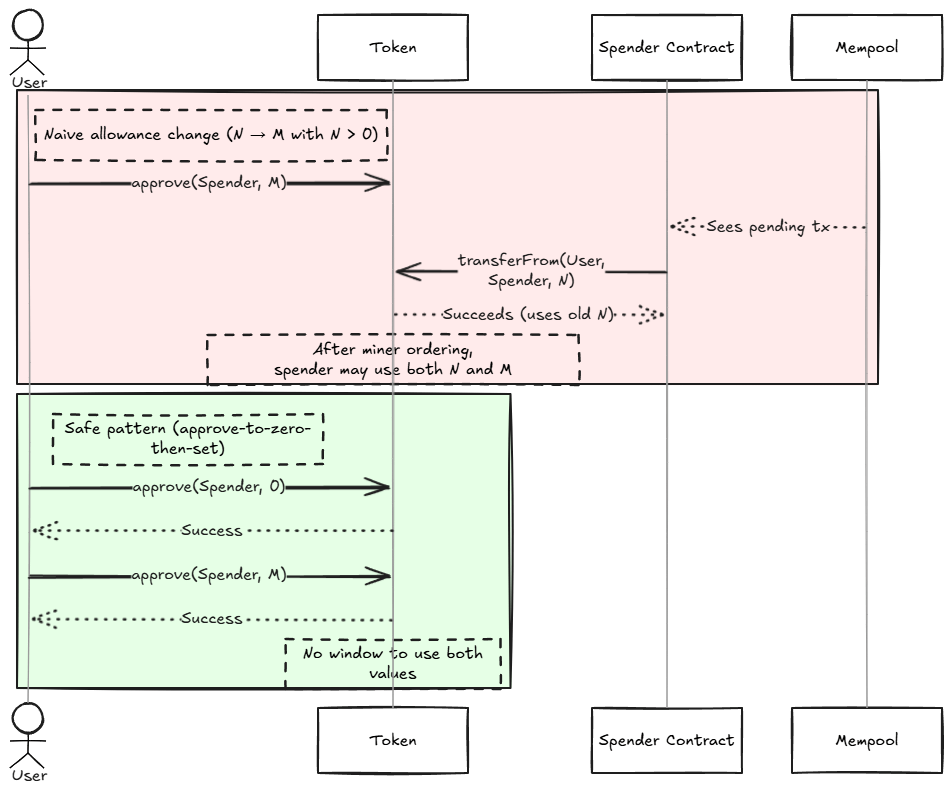 User
Token
Spender Contract
Mempool
Naive allowance change (N → M with N > 0)
approve(Spender, M)
Sees pending tx
transferFrom(User,
Spender, N)
Succeeds (uses old N)
After miner ordering,
spender may use both N and M
Safe pattern (approve-to-zero-
then-set)
approve(Spender, 0)
Success
approve(Spender, M)
Success
No window to use both
values
User
Token
Spender Contract
Mempool